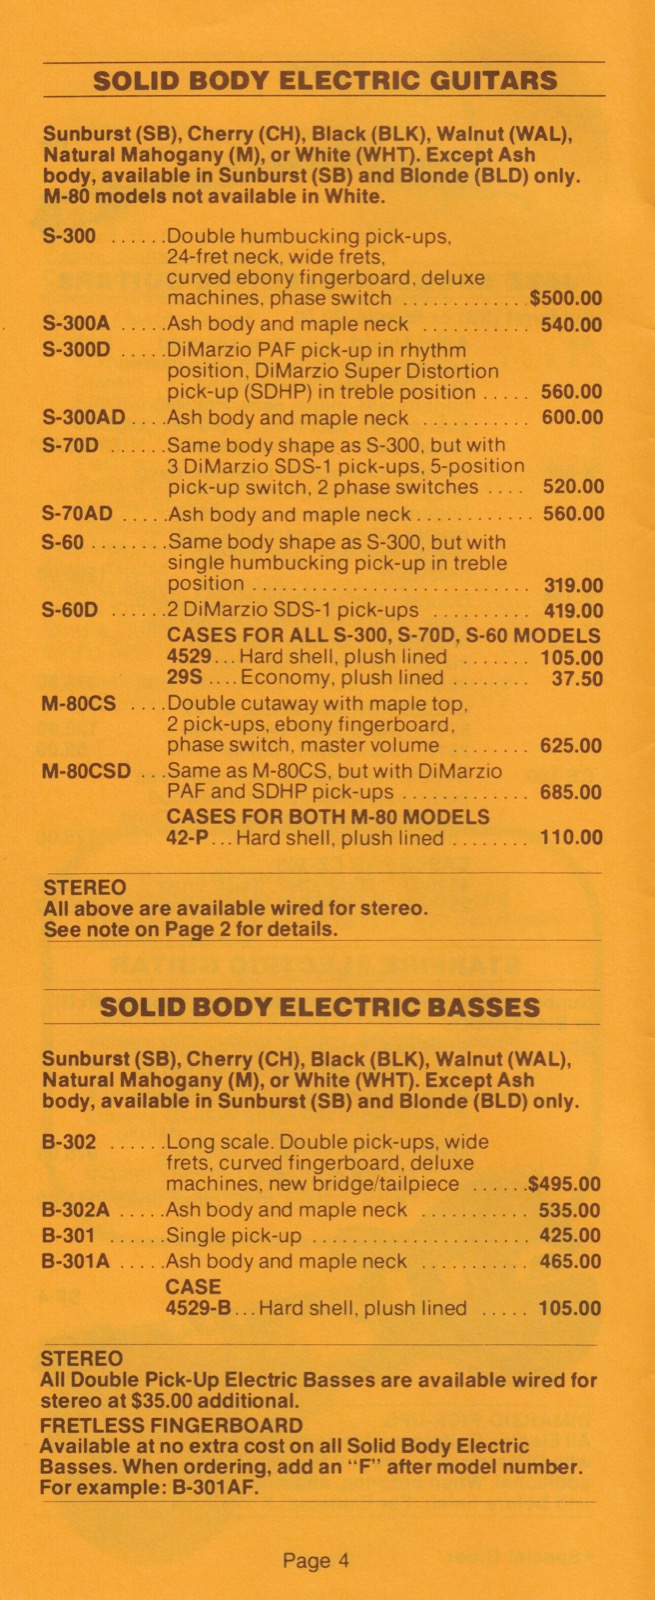 SOLID BODY ELECTRIC GUITARS
Sunburst (SB), Cherry (CH), Black (BLK), Walnut (WAL),
Natural Mahogany (M), or White (WHT). Except Ash
body, available in Sunburst (SB) and Blonde (BLD) only.
M-80 models not available in White.
S-300 ......Double humbucking pick-ups,
24-fret neck, wide frets,
curved ebony fingerboard, deluxe
machines, phase switch ............. $500.00
S-300A .....Ash body and maple neck .......... 540.00
S-300D .....DiMarzio PAF pick-up in rhythm
position, DiMarzio Super Distortion
pick-up (SDHP) in treble position ..... 560.00
S-300AD ....Ash body and maple neck ........... 600.00
S-70D ......Same body shape as S-300, but with
3 DiMarzio SDS-1 pick-ups, 5-position
pick-up switch, 2 phase switches .... 520.00
S-70AD .....Ash body and maple neck........... 560.00
S-60 ........Same body shape as S-300, but with
single humbucking pick-up in treble
position ............................ 319.00
S-60D ......2 DiMarzio SDS-1 pick-ups ......... 419.00
CASES FOR ALL S-300, S-70D, S-60 MODELS
4529... Hard shell, plush lined ........ 105.00
29S .... Economy, plush lined ........ 37.50
M-80CS ....Double cutaway with maple top,
2 pick-ups, ebony fingerboard,
phase switch, master volume ........ 625.00
M-80CSD ...Same as M-80CS, but with DiMarzio
PAF and SDHP pick-ups ............. 685.00
CASES FOR BOTH M-80 MODELS
42-P... Hard shell, plush lined ........ 110.00
STEREO
All above are available wired for stereo.
See note on Page 2 for details.
SOLID BODY ELECTRIC BASSES
Sunburst (SB), Cherry (CH), Black (BLK), Walnut (WAL),
Natural Mahogany (M), or White (WHT). Except Ash
body, available in Sunburst (SB) and Blonde (BLD) only.
B-302 ......Long scale. Double pick-ups, wide
frets, curved fingerboard, deluxe
machines, new bridge/tailpiece ......$495.00
B-302A .....Ash body and maple neck ........... 535.00
B-301 ......Single pick-up ...................... 425.00
B-301A .....Ash body and maple neck ........... 465.00
CASE
4529-B... Hard shell, plush lined ..... 105.00
STEREO
All Double Pick-Up Electric Basses are available wired for
stereo at $35.00 additional.
FRETLESS FINGERBOARD
Available at no extra cost on all Solid Body Electric
Basses. When ordering, add an “F” after model number.
For example: B-301AF.
Page 4